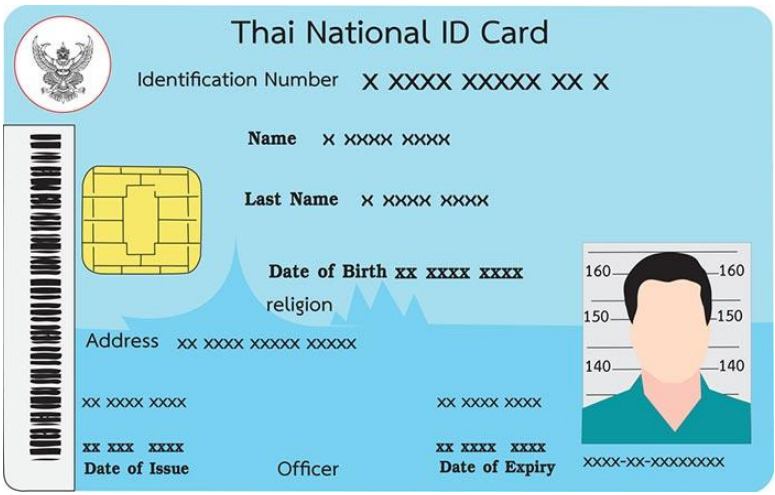 Thai National ID Card
Identification Number X XXXX XXXXX XX X
Name X XXXX XXXX
Last Name X XXXX XXXX
Date of Birth xx xxxx xxxx
religion
Address xx xxxx xxxxx xxxxx
160 160
150 150
140 140
xx xxxx xxxx xx xxxx xxxx
xx xxx xxxx xx xxxx xxxx
Date of Issue Officer Date of Expiry xxxx-xx-xxxxxxxx